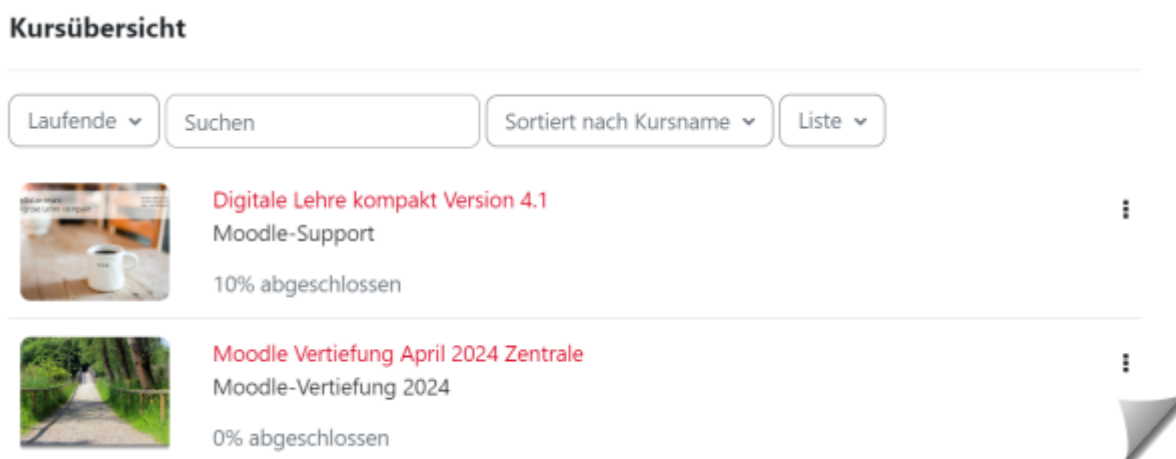 Kursübersicht
Laufende
Suchen
Sortiert nach Kursname
Liste
Digitale Lehre kompakt Version 4.1
Moodle-Support
10% abgeschlossen
Moodle Vertiefung April 2024 Zentrale
Moodle-Vertiefung 2024
0% abgeschlossen